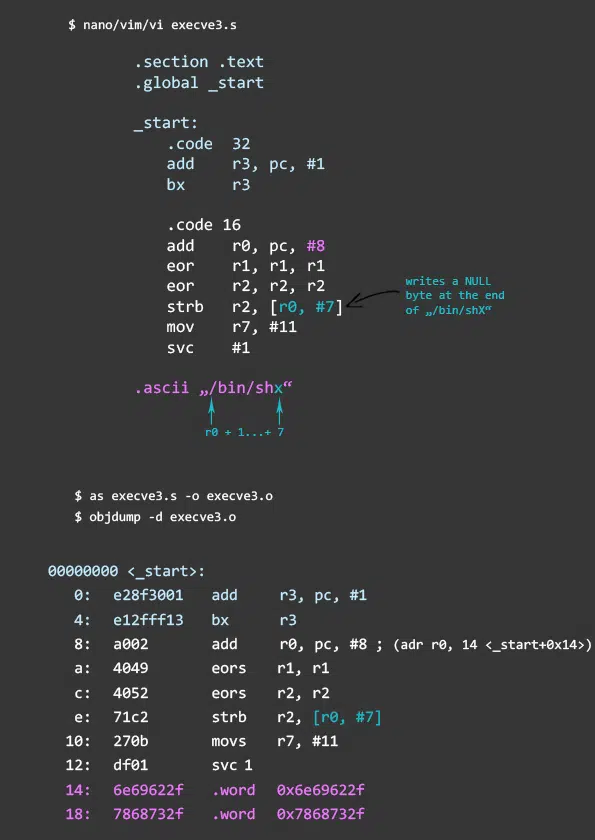 $ nano/vim/vi execve3.s
.section .text
.global _start
_start:
.code 32
add r3, pc, #1
bx r3
.code 16
add r0, pc, #8
eor r1, r1, r1
eor r2, r2, r2
strb r2, [r0, #7]
mov r7, #11
svc #1
writes a NULL
byte at the end
of „/bin/shX“
.ascii „/bin/shx“
r0 + 1...+ 7
$ as execve3.s -o execve3.o
$ objdump -d execve3.o
00000000 <_start>:
0: e28f3001 add r3, pc, #1
4: e12fff13 bx r3
8: a002 add r0, pc, #8 ; (adr r0, 14 <_start+0x14>)
a: 4049 eors r1, r1
c: 4052 eors r2, r2
e: 71c2 strb r2, [r0, #7]
10: 270b movs r7, #11
12: df01 svc 1
14: 6e69622f .word 0x6e69622f
18: 7868732f .word 0x7868732f